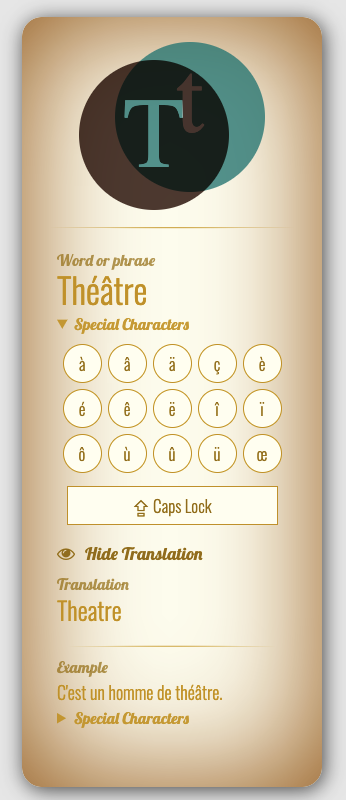 Tt
Word or phrase
Théâtre
Special Characters
à â ä ç è
é ê ë î ï
ô ù û ü œ
Caps Lock
Hide Translation
Translation
Theatre
Example
C'est un homme de théâtre.
Special Characters